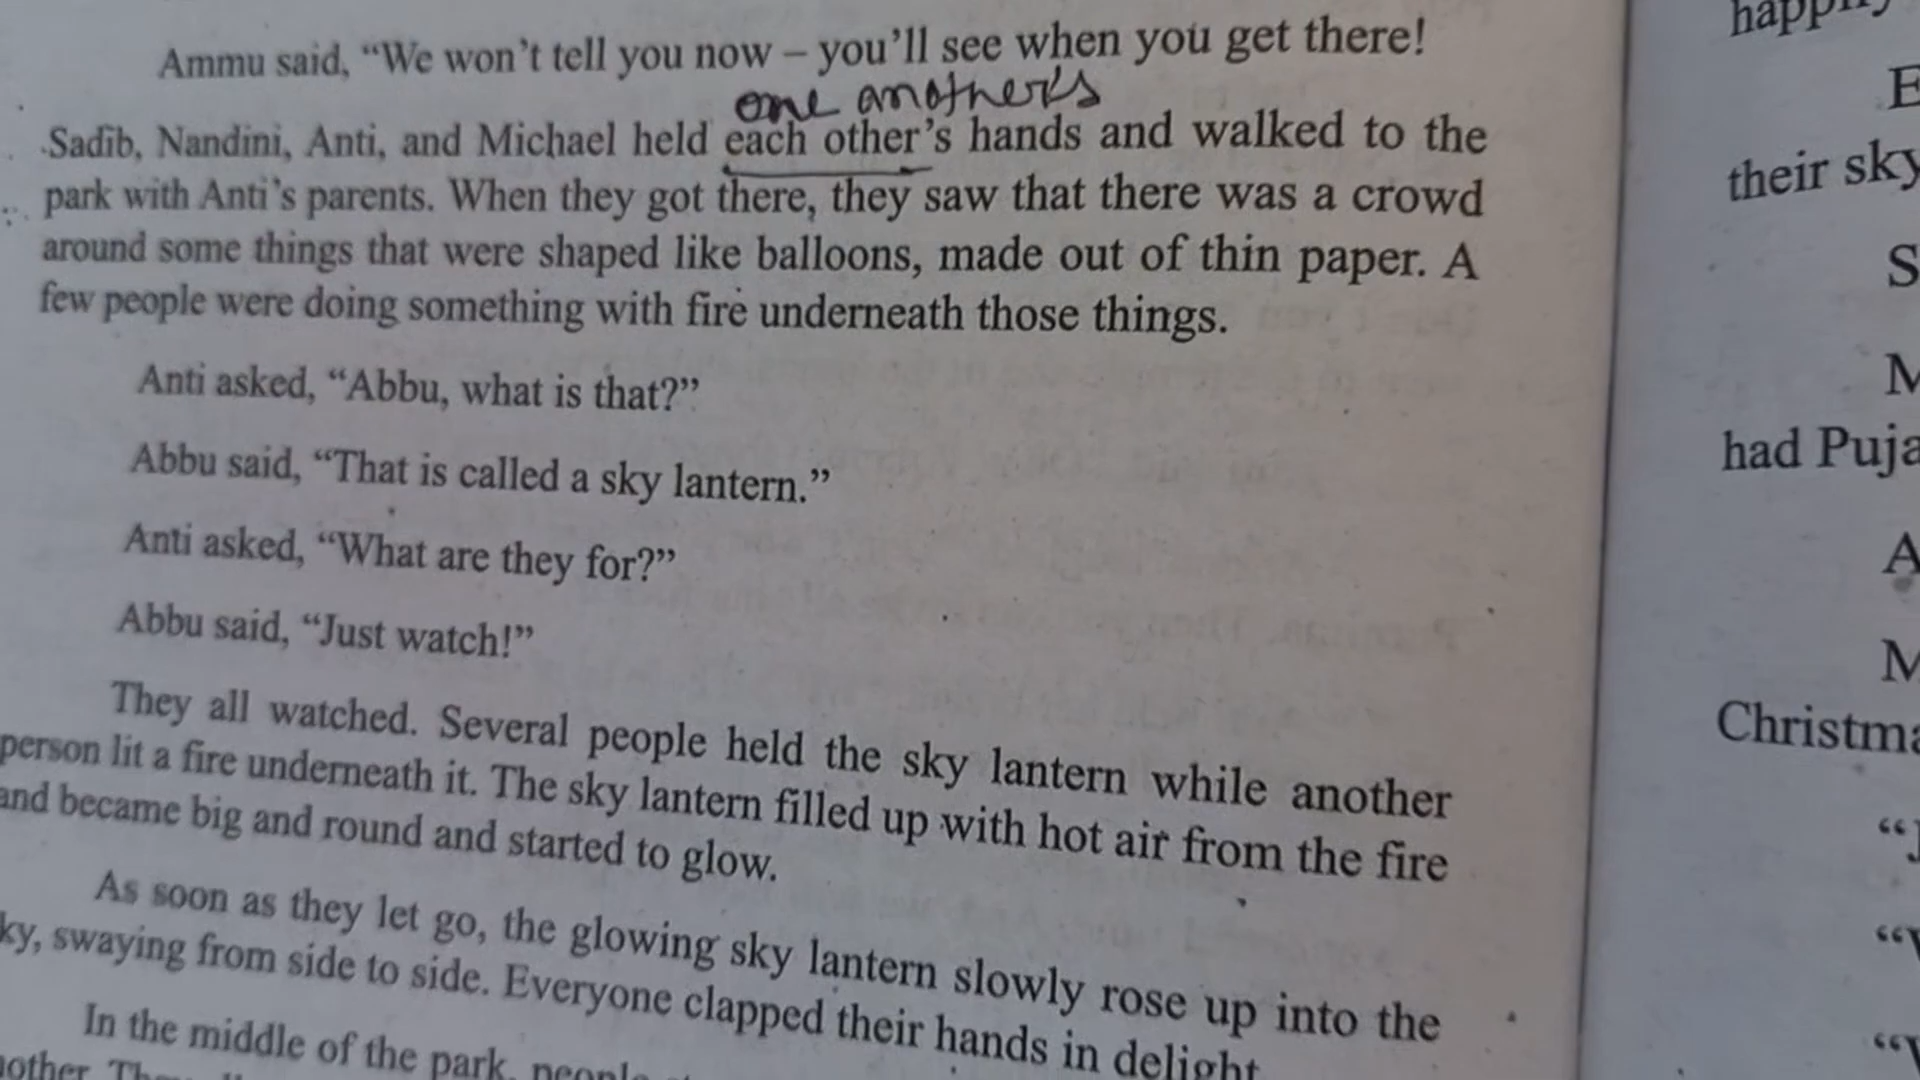 Ammu said, “We won’t tell you now – you’ll see when you get there!
one another's
Sadib, Nandini, Anti, and Michael held each other’s hands and walked to the
park with Anti’s parents. When they got there, they saw that there was a crowd
around some things that were shaped like balloons, made out of thin paper. A
few people were doing something with fire underneath those things.
Anti asked, “Abbu, what is that?”
Abbu said, “That is called a sky lantern.”
Anti asked, “What are they for?”
Abbu said, “Just watch!”
They all watched. Several people held the sky lantern while another
person lit a fire underneath it. The sky lantern filled up with hot air from the fire
and became big and round and started to glow.
As soon as they let go, the glowing sky lantern slowly rose up into the
ky, swaying from side to side. Everyone clapped their hands in delight
In the middle of the park, people
their sky
had Puja